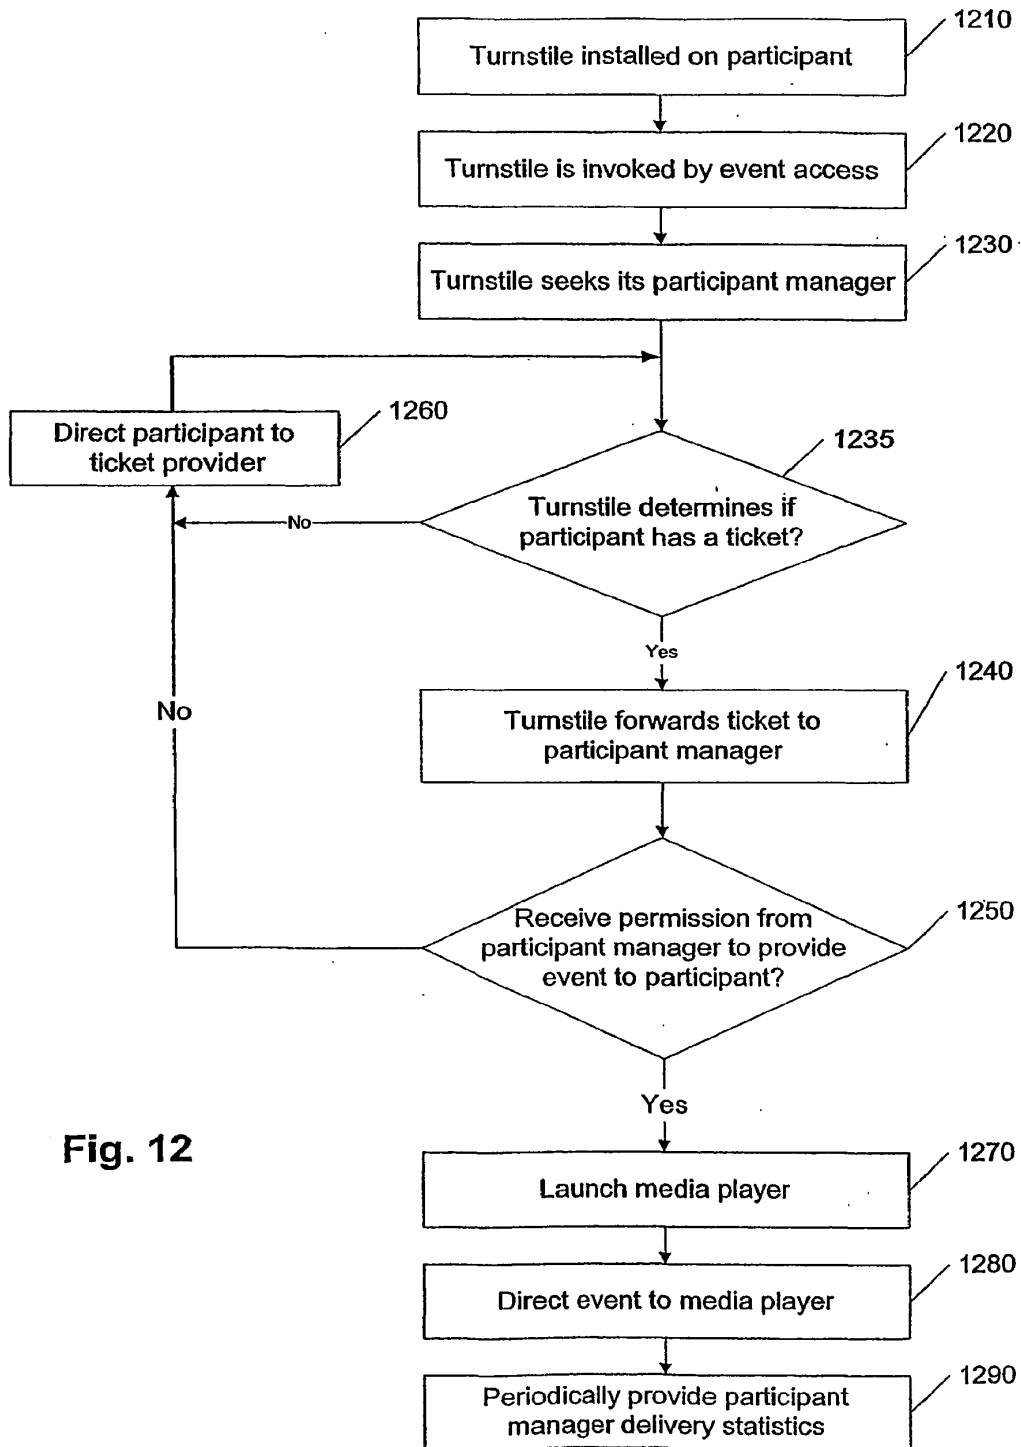 1210
Turnstile installed on participant
1220
Turnstile is invoked by event access
1230
Turnstile seeks its participant manager
1260
Direct participant to
ticket provider
1235
Turnstile determines if
participant has a ticket?
No
Yes
1240
Turnstile forwards ticket to
participant manager
No
1250
Receive permission from
participant manager to provide
event to participant?
Yes
Fig. 12
1270
Launch media player
1280
Direct event to media player
1290
Periodically provide participant
manager delivery statistics